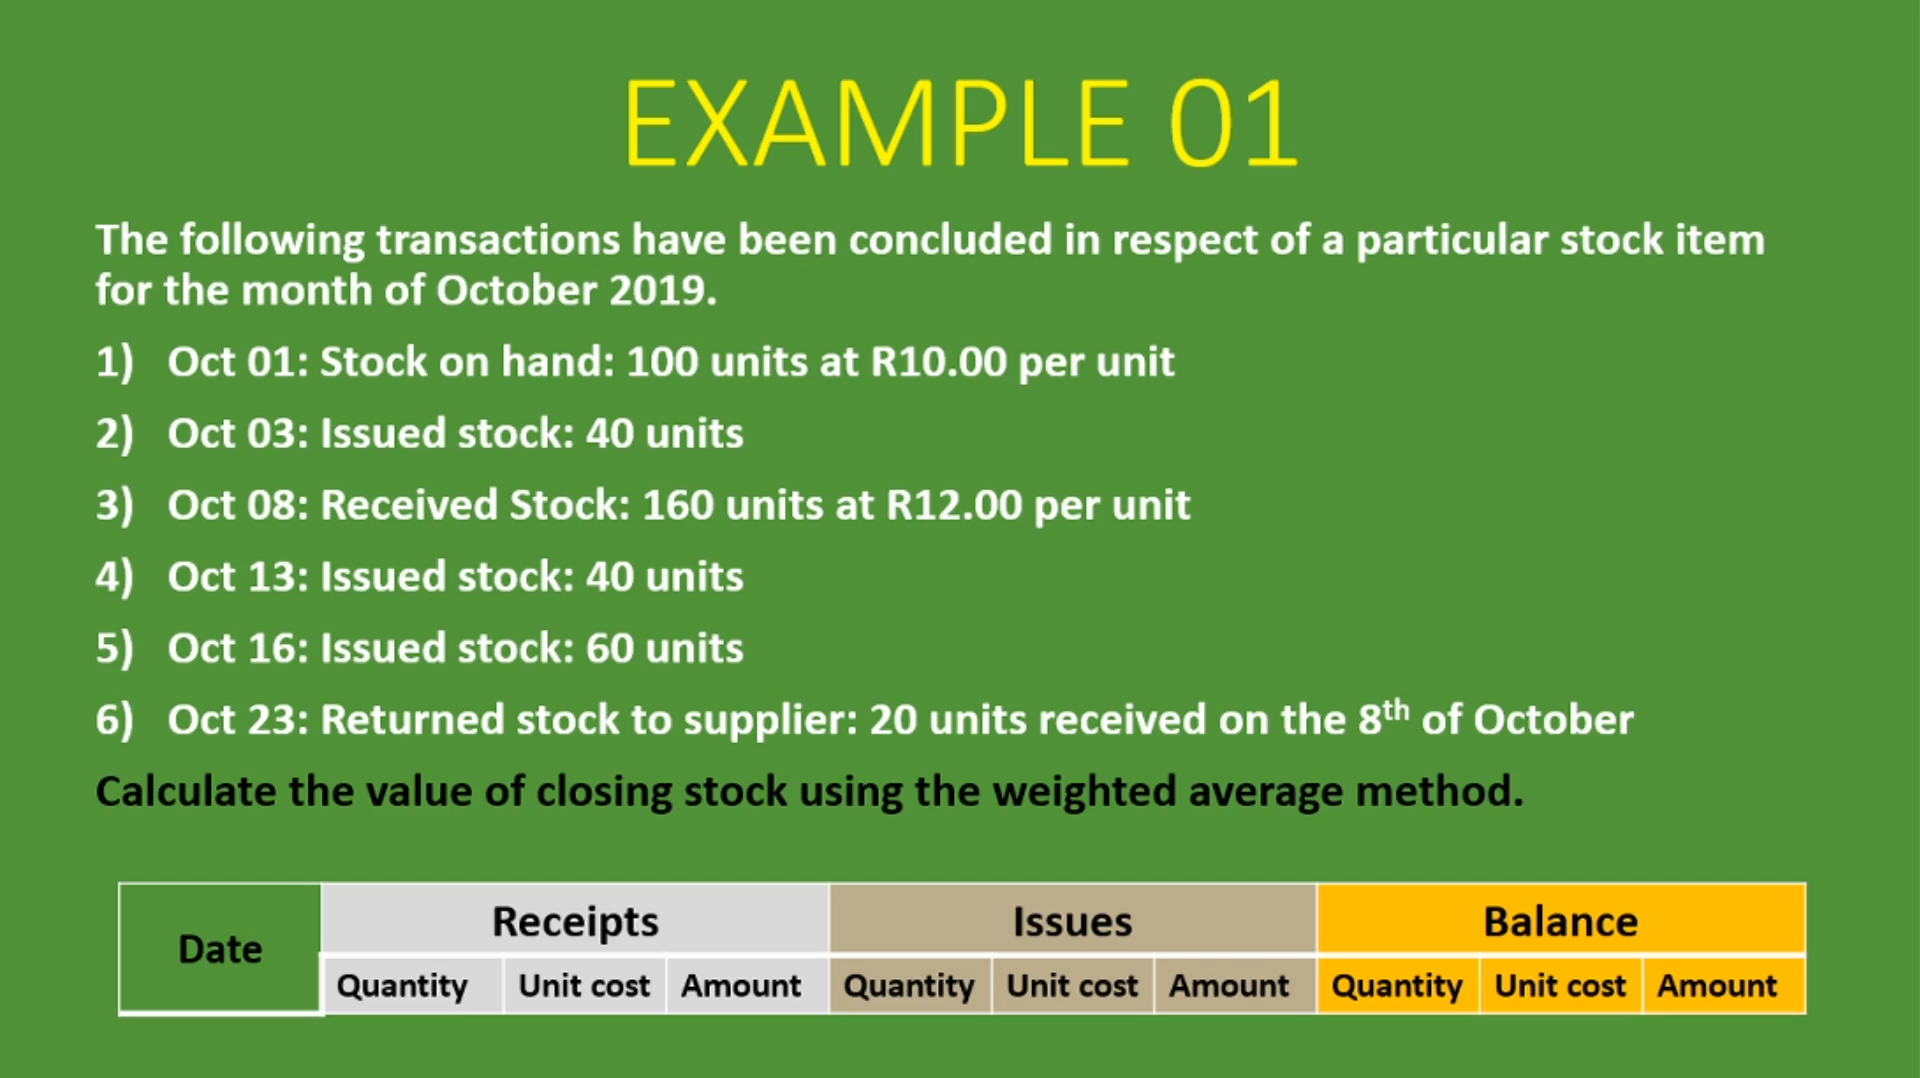 EXAMPLE 01
The following transactions have been concluded in respect of a particular stock item
for the month of October 2019.
1) Oct 01: Stock on hand: 100 units at R10.00 per unit
2) Oct 03: Issued stock: 40 units
3) Oct 08: Received Stock: 160 units at R12.00 per unit
4) Oct 13: Issued stock: 40 units
5) Oct 16: Issued stock: 60 units
6) Oct 23: Returned stock to supplier: 20 units received on the 8th of October
Calculate the value of closing stock using the weighted average method.
Date Receipts Issues Balance
Quantity Unit cost Amount Quantity Unit cost Amount Quantity Unit cost Amount